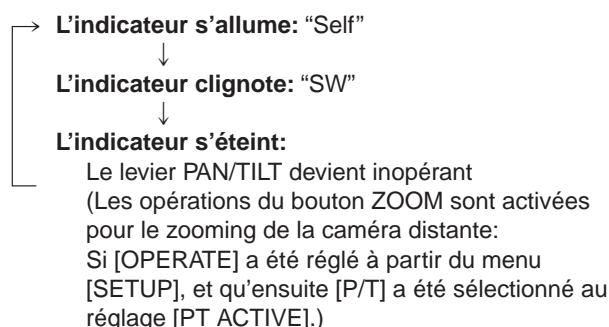 L’indicateur s’allume: “Self”
L’indicateur clignote: “SW”
L’indicateur s’éteint:
Le levier PAN/TILT devient inopérant
(Les opérations du bouton ZOOM sont activées
pour le zooming de la caméra distante:
Si [OPERATE] a été réglé à partir du menu
[SETUP], et qu’ensuite [P/T] a été sélectionné au
réglage [PT ACTIVE].)